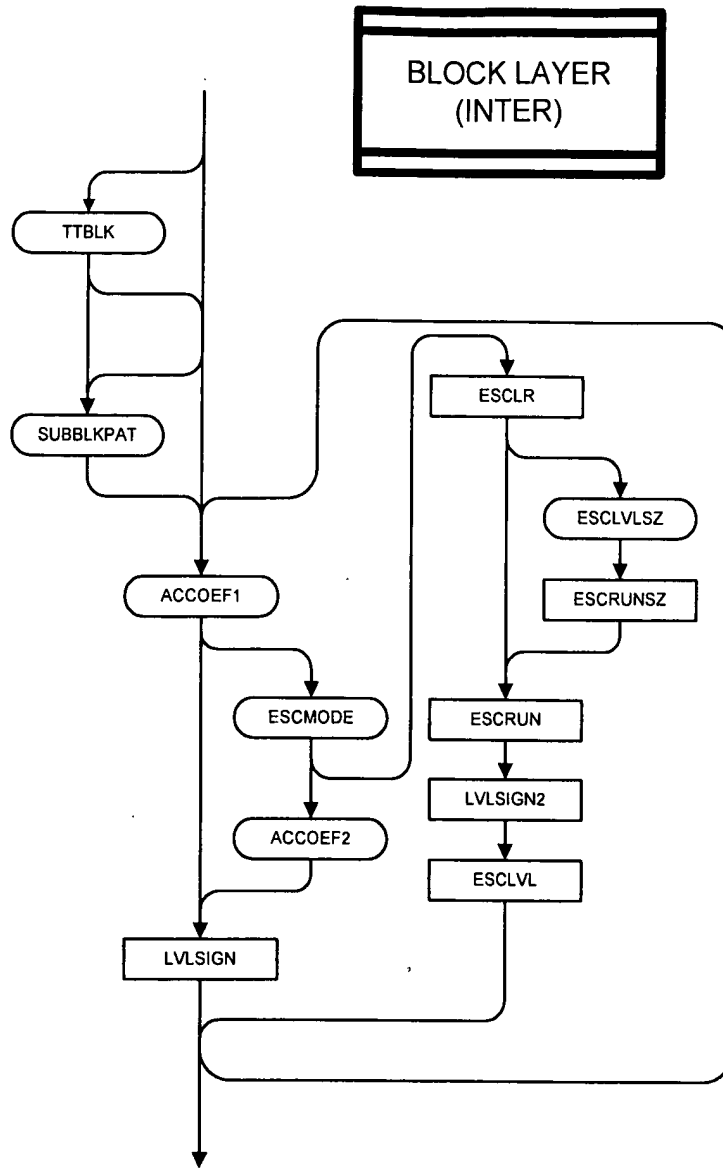 BLOCK LAYER
(INTER)
TTBLK
SUBBLKPAT
ESCLR
ESCLVLSZ
ACCOEF1
ESCRUNSZ
ESCMODE
ESCRUN
LVLSIGN2
ACCOEF2
ESCLVL
LVLSIGN